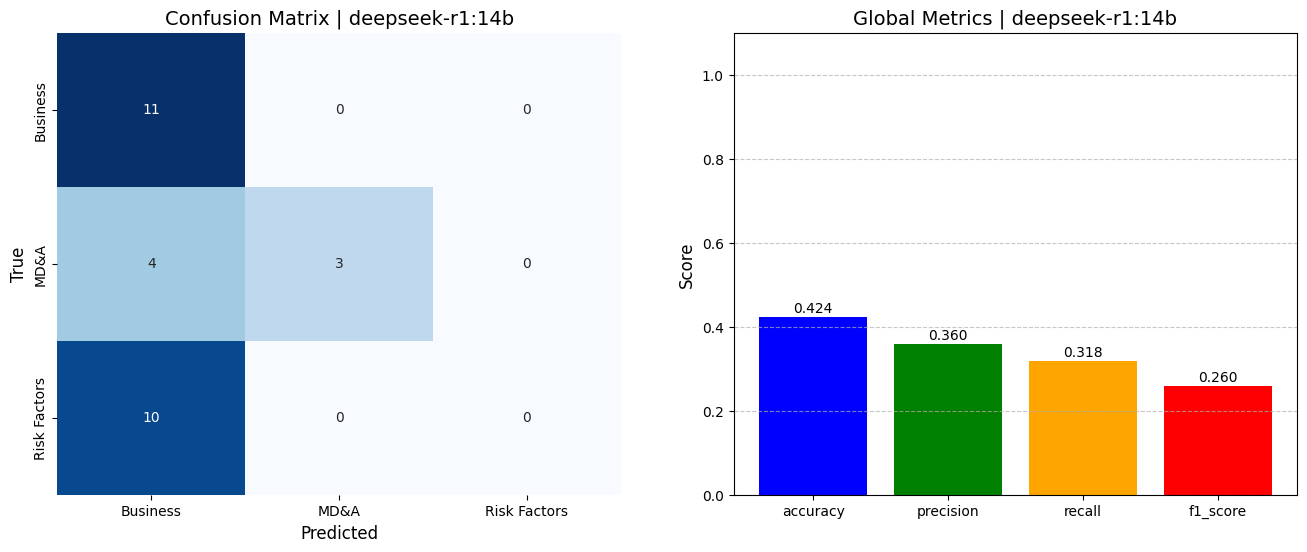 Confusion Matrix | deepseek-r1:14b
True
Business
11
0
0
MD&A
4
3
0
Risk Factors
10
0
0
Business
MD&A
Risk Factors
Predicted
Global Metrics | deepseek-r1:14b
Score
1.0
0.8
0.6
0.4
0.2
0.0
0.424
0.360
0.318
0.260
accuracy
precision
recall
f1_score